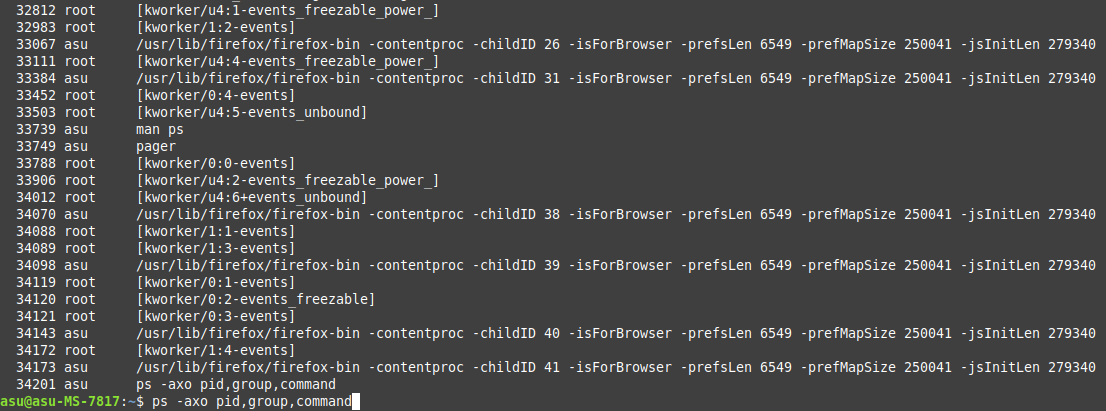 32812 root     [kworker/u4:1-events_freezable_power_]
32983 root     [kworker/1:2-events]
33067 asu      /usr/lib/firefox/firefox-bin -contentproc -childID 26 -isForBrowser -prefsLen 6549 -prefMapSize 250041 -jsInitLen 279340
33111 root     [kworker/u4:4-events_freezable_power_]
33384 asu      /usr/lib/firefox/firefox-bin -contentproc -childID 31 -isForBrowser -prefsLen 6549 -prefMapSize 250041 -jsInitLen 279340
33452 root     [kworker/0:4-events]
33503 root     [kworker/u4:5-events_unbound]
33739 asu      man ps
33749 asu      pager
33788 root     [kworker/0:0-events]
33906 root     [kworker/u4:2-events_freezable_power_]
34012 root     [kworker/u4:6+events_unbound]
34070 asu      /usr/lib/firefox/firefox-bin -contentproc -childID 38 -isForBrowser -prefsLen 6549 -prefMapSize 250041 -jsInitLen 279340
34088 root     [kworker/1:1-events]
34089 root     [kworker/1:3-events]
34098 asu      /usr/lib/firefox/firefox-bin -contentproc -childID 39 -isForBrowser -prefsLen 6549 -prefMapSize 250041 -jsInitLen 279340
34119 root     [kworker/0:1-events]
34120 root     [kworker/0:2-events_freezable]
34121 root     [kworker/0:3-events]
34143 asu      /usr/lib/firefox/firefox-bin -contentproc -childID 40 -isForBrowser -prefsLen 6549 -prefMapSize 250041 -jsInitLen 279340
34172 root     [kworker/1:4-events]
34173 asu      /usr/lib/firefox/firefox-bin -contentproc -childID 41 -isForBrowser -prefsLen 6549 -prefMapSize 250041 -jsInitLen 279340
34201 asu      ps -axo pid,group,command
asu@asu-MS-7817:~$ ps -axo pid,group,command